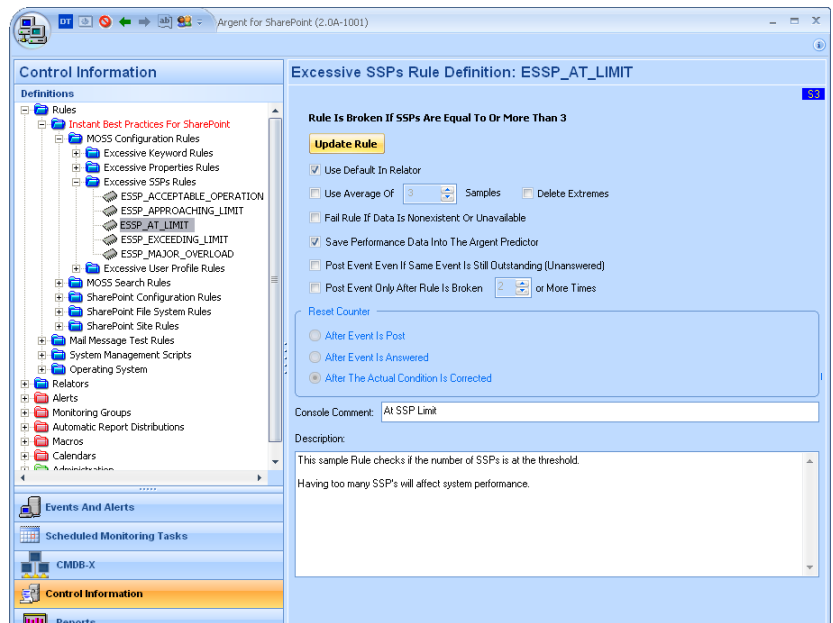 DT
ab
Argent for SharePoint (2.0A-1001)
Control Information
Definitions
Rules
Instant Best Practices For SharePoint
MOSS Configuration Rules
Excessive Keyword Rules
Excessive Properties Rules
Excessive SSPs Rules
ESSP_ACCEPTABLE_OPERATION
ESSP_APPROACHING_LIMIT
ESSP_AT_LIMIT
ESSP_EXCEEDING_LIMIT
ESSP_MAJOR_OVERLOAD
Excessive User Profile Rules
MOSS Search Rules
SharePoint Configuration Rules
SharePoint File System Rules
SharePoint Site Rules
Mail Message Test Rules
System Management Scripts
Operating System
Relators
Alerts
Monitoring Groups
Automatic Report Distributions
Macros
Calendars
Administration
Events And Alerts
Scheduled Monitoring Tasks
CMDB-X
Control Information
Reports
Excessive SSPs Rule Definition: ESSP_AT_LIMIT
S3
Rule Is Broken If SSPs Are Equal To Or More Than 3
Update Rule
Use Default In Relator
Use Average Of 3 Samples Delete Extremes
Fail Rule If Data Is Nonexistent Or Unavailable
Save Performance Data Into The Argent Predictor
Post Event Even If Same Event Is Still Outstanding (Unanswered)
Post Event Only After Rule Is Broken 2 or More Times
Reset Counter
After Event Is Post
After Event Is Answered
After The Actual Condition Is Corrected
Console Comment: At SSP Limit
Description:
This sample Rule checks if the number of SSPs is at the threshold.
Having too many SSP's will affect system performance.